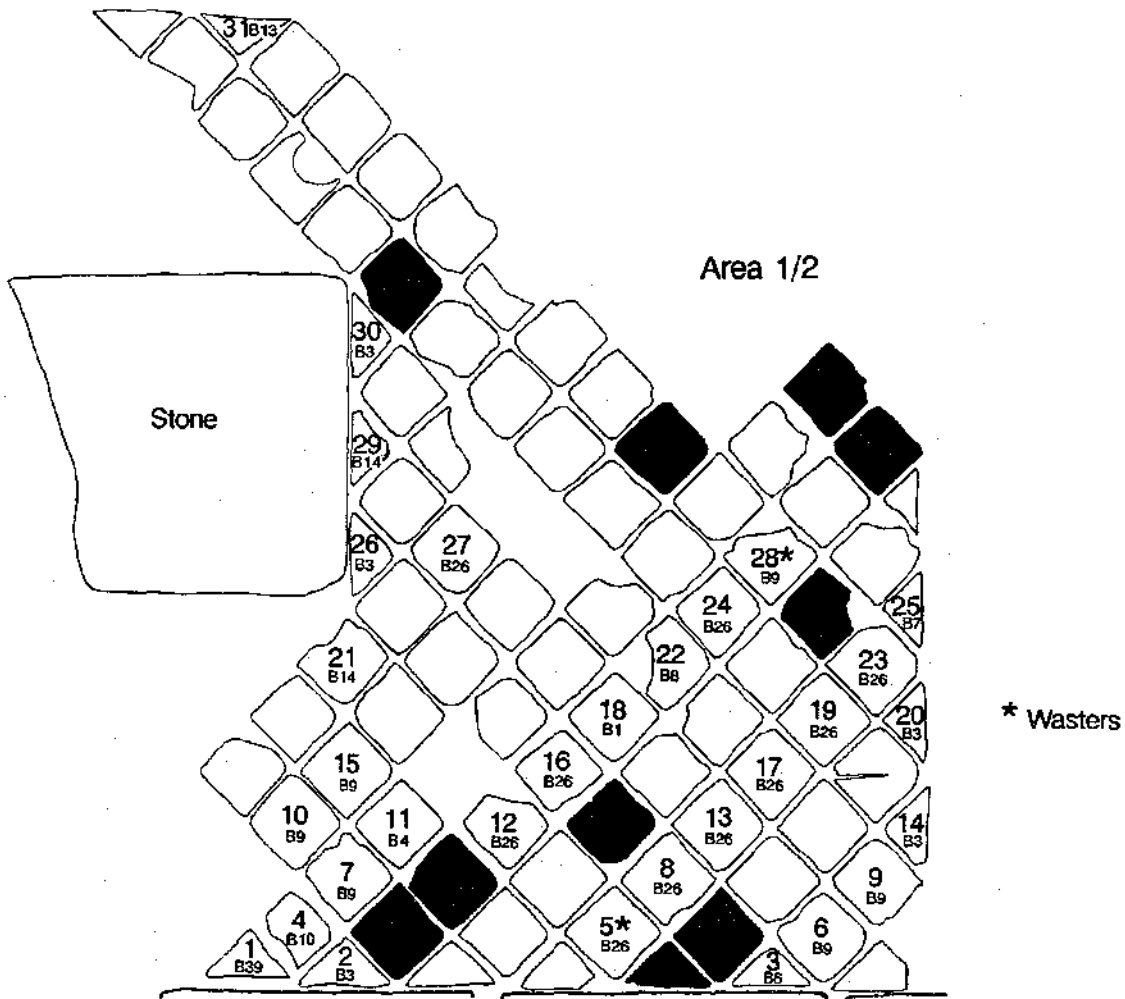 31 B13
Area 1/2
30
B3
Stone
29
B14
26
B3
27
B26
28*
B9
24
B26
25
B7
21
B14
22
B8
23
B26
18
B1
19
B26
20
B3
* Wasters
15
B9
16
B26
17
B26
10
B9
11
B4
12
B26
13
B26
14
B3
7
B9
8
B26
9
B9
4
B10
5*
B26
6
B9
1
B39
2
B3
3
B6